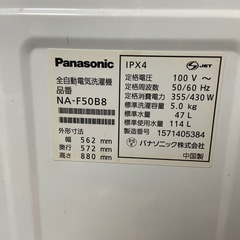 Panasonic
全自動電気洗濯機
品番
NA-F50B8
外形寸法
幅 562 mm
奥行 572 mm
高さ 880 mm
IPX4
JET
定格電圧 100 V ～
定格周波数 50/60 Hz
定格消費電力 355/430 W
標準洗濯容量 5.0 kg
標準水量 47 L
標準使用水量 114 L
製造番号 1571405384
パナソニック株式会社
中国製